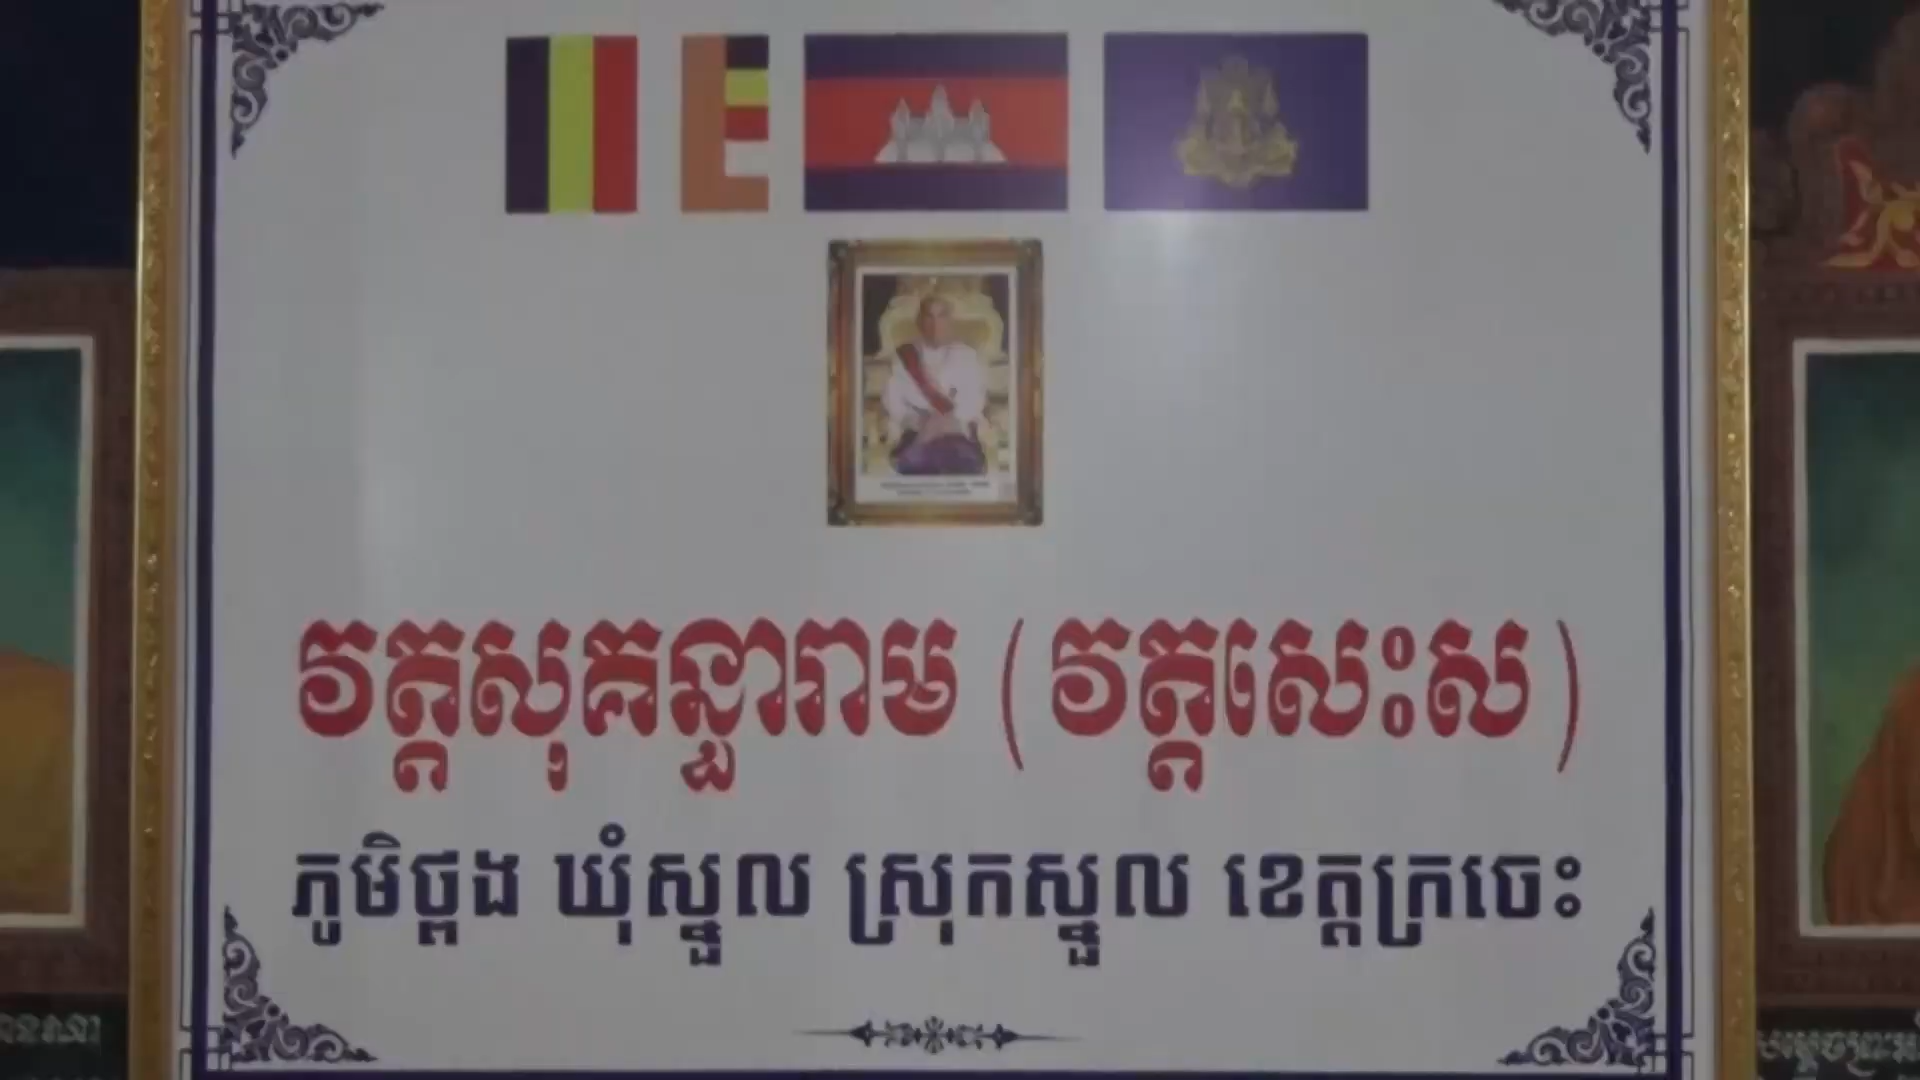 វត្តសុគន្ធារាម (វត្តសេះស)
ភូមិថ្ពង ឃុំស្នួល ស្រុកស្នួល ខេត្តក្រចេះ